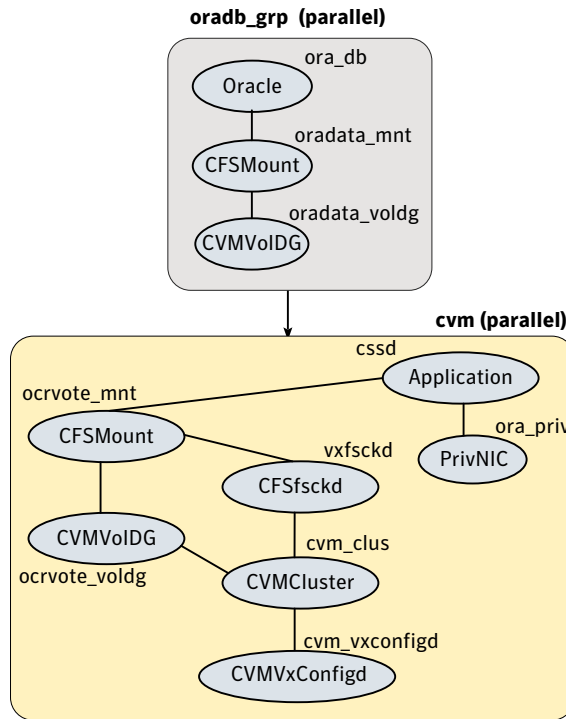 oradb_grp (parallel)
ora_db
Oracle
oradata_mnt
CFSMount
oradata_voldg
CVMVolDG
cvm (parallel)
cssd
Application
ocrvote_mnt
CFSMount
ora_priv
PrivNIC
vxfsckd
CFSfsckd
CVMVolDG
ocrvote_voldg
cvm_clus
CVMCluster
cvm_vxconfigd
CVMVxConfigd